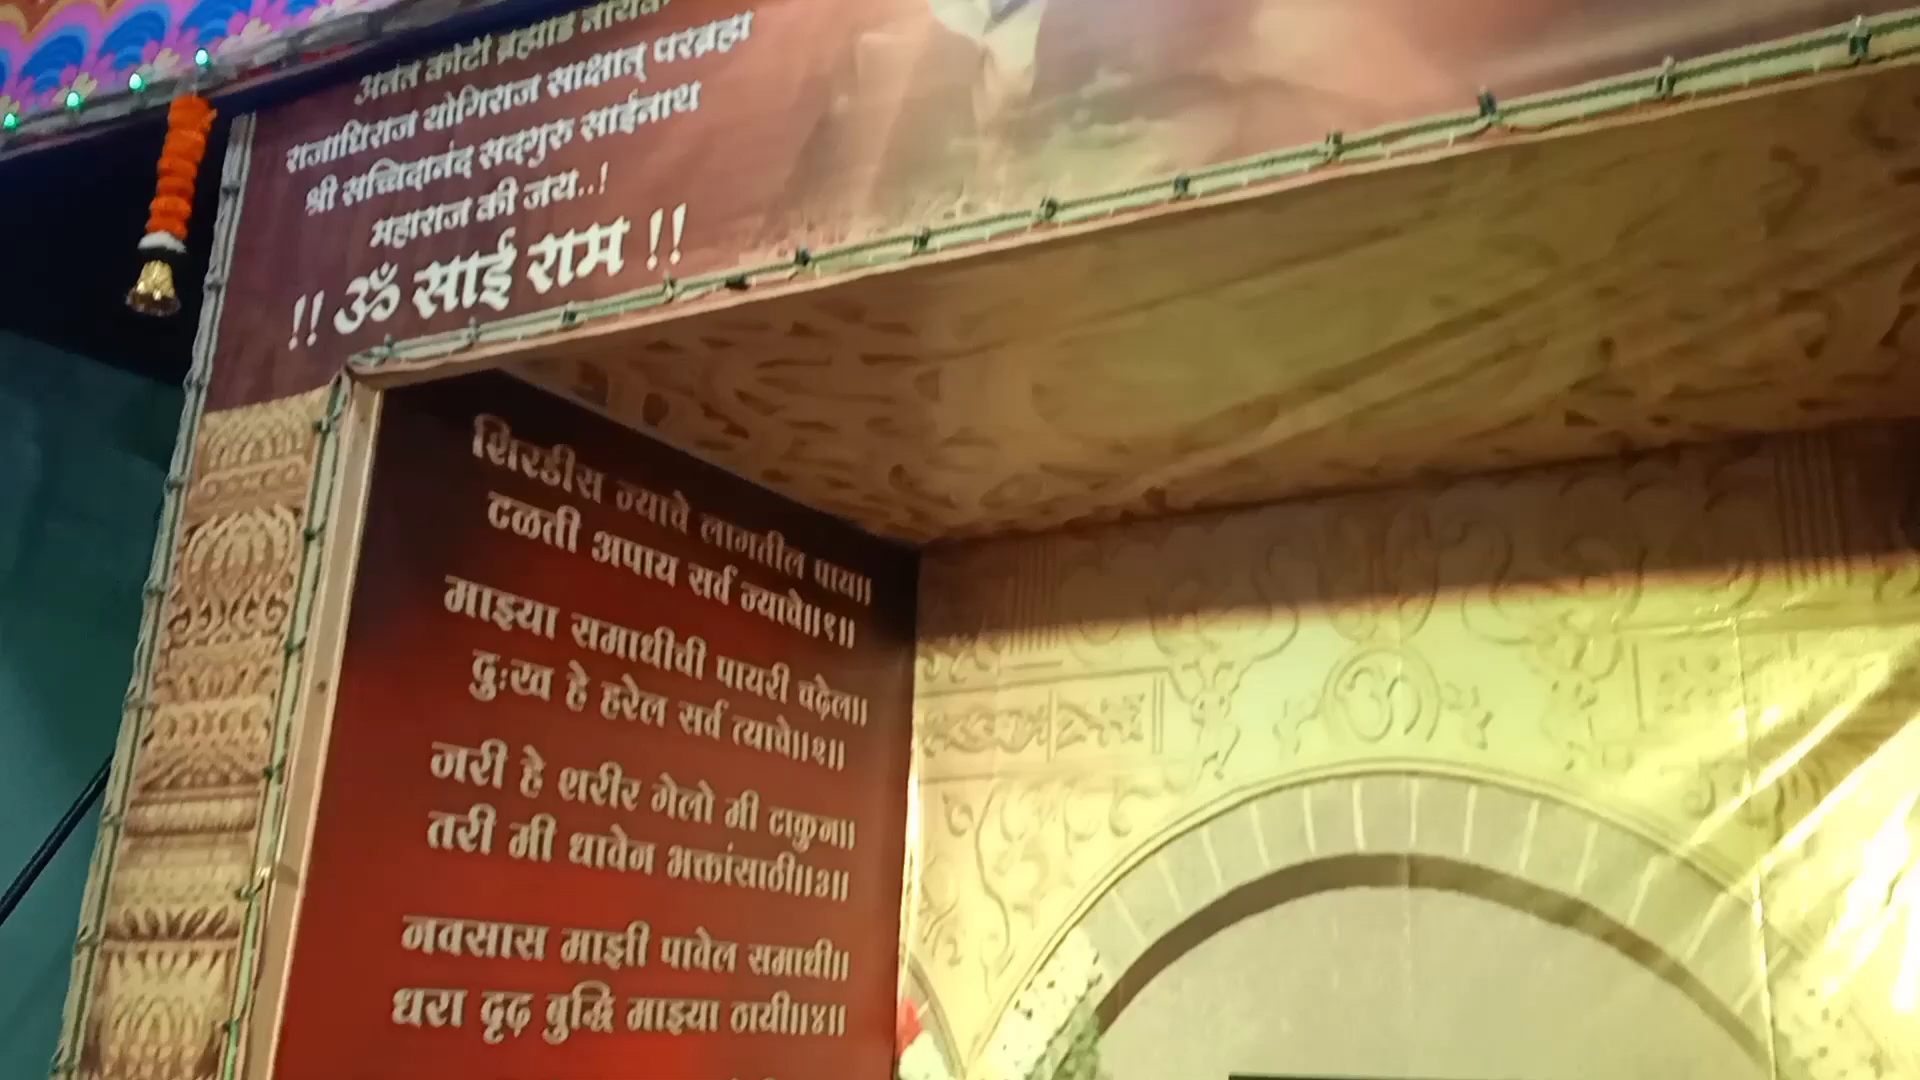 अनंत कोटी ब्रह्मांड नायक
राजाधिराज योगिराज साक्षात् परब्रह्म
श्री सच्चिदानंद सद्गुरु साईनाथ
महाराज की जय..!
!! ॐ साई राम !!
शिरडीस ज्याचे लागतील पाय॥
टळती अपाय सर्व ज्याचे॥१॥
माझ्या समाधीची पायरी चढ़ेल॥
दुःख हे हरेल सर्व त्याचे॥२॥
जरी हे शरीर गेलो मी टाकुन॥
तरी मी धावेन भक्तांसाठी॥३॥
नवसास माझी पावेल समाधी॥
धरा दृढ़ बुद्धि माझ्या ठायी॥४॥